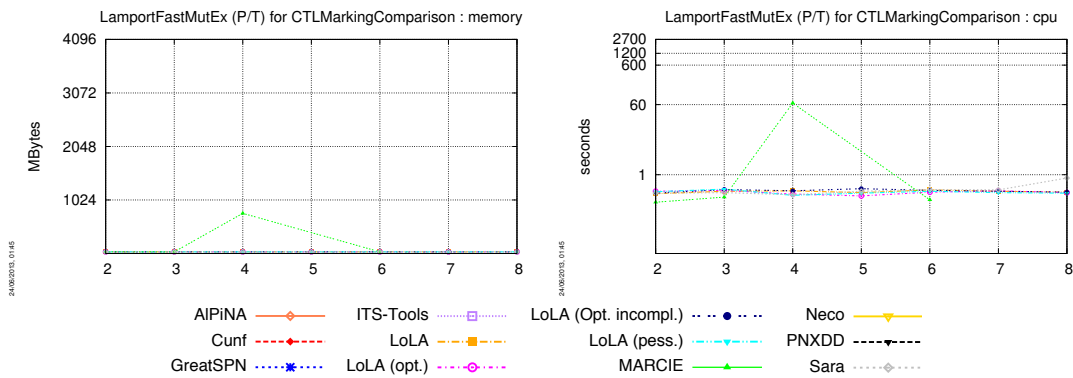 LamportFastMutEx (P/T) for CTLMarkingComparison : memory
4096
3072
2048
1024
MBytes
2 3 4 5 6 7 8
24/06/2013, 01:45
LamportFastMutEx (P/T) for CTLMarkingComparison : cpu
2700
1200
600
60
1
seconds
2 3 4 5 6 7 8
24/06/2013, 01:45
AlPiNA ITS-Tools LoLA (Opt. incompl.) Neco
Cunf LoLA LoLA (pess.) PNXDD
GreatSPN LoLA (opt.) MARCIE Sara